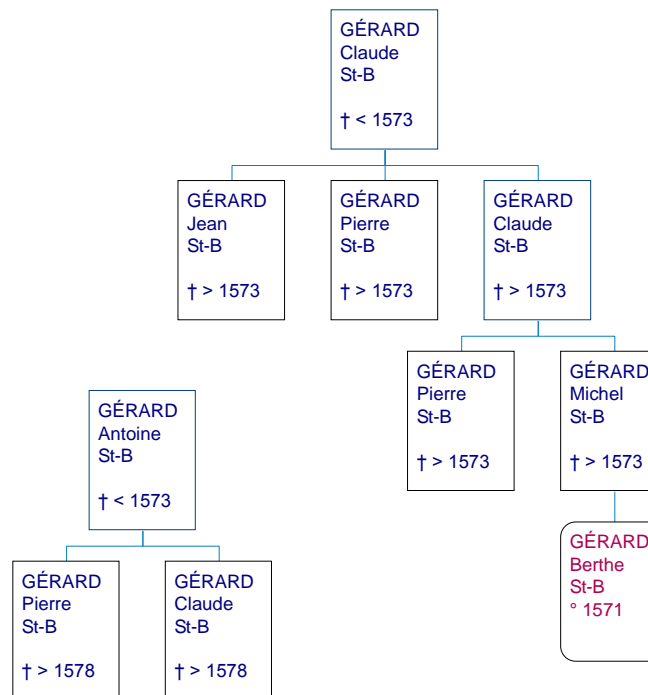 GÉRARD
Claude
St-B
† < 1573
GÉRARD
Jean
St-B
† > 1573
GÉRARD
Pierre
St-B
† > 1573
GÉRARD
Claude
St-B
† > 1573
GÉRARD
Pierre
St-B
† > 1573
GÉRARD
Michel
St-B
† > 1573
GÉRARD
Antoine
St-B
† < 1573
GÉRARD
Berthe
St-B
° 1571
GÉRARD
Pierre
St-B
† > 1578
GÉRARD
Claude
St-B
† > 1578